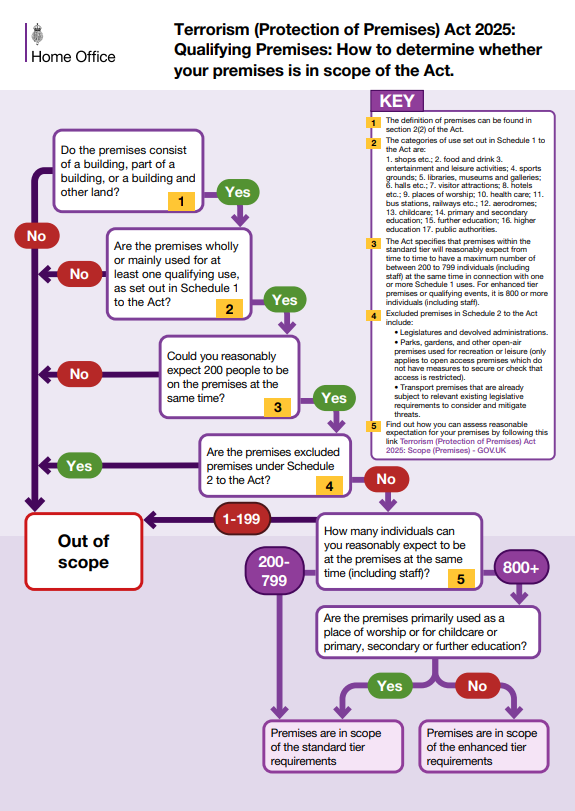 Home Office
Terrorism (Protection of Premises) Act 2025:
Qualifying Premises: How to determine whether
your premises is in scope of the Act.
Do the premises consist
of a building, part of a
building, or a building and
other land?
1
Yes
No
Are the premises wholly
or mainly used for at
least one qualifying use,
as set out in Schedule 1
to the Act?
2
No
Yes
Could you reasonably
expect 200 people to be
on the premises at the
same time?
3
No
Yes
Are the premises excluded
premises under Schedule
2 to the Act?
4
Yes
No
Out of
scope
1-199
How many individuals can
you reasonably expect to be
at the premises at the same
time (including staff)?
5
200-
799
800+
Are the premises primarily used as a
place of worship or for childcare or
primary, secondary or further education?
Yes
No
Premises are in scope
of the standard tier
requirements
Premises are in scope
of the enhanced tier
requirements
KEY
1 The definition of premises can be found in
section 2(2) of the Act.
2 The categories of use set out in Schedule 1 to
the Act are:
1. shops etc.; 2. food and drink 3.
entertainment and leisure activities; 4. sports
grounds; 5. libraries, museums and galleries;
6. halls etc.; 7. visitor attractions; 8. hotels
etc.; 9. places of worship; 10. health care; 11.
bus stations, railways etc.; 12. aerodromes;
13. childcare; 14. primary and secondary
education; 15. further education; 16. higher
education 17. public authorities.
3 The Act specifies that premises within the
standard tier will reasonably expect from
time to time to have a maximum number of
between 200 to 799 individuals (including
staff) at the same time in connection with one
or more Schedule 1 uses. For enhanced tier
premises or qualifying events, it is 800 or more
individuals (including staff).
4 Excluded premises in Schedule 2 to the Act
include:
• Legislatures and devolved administrations.
• Parks, gardens, and other open-air
premises used for recreation or leisure (only
applies to open access premises which do
not have measures to secure or check that
access is restricted).
• Transport premises that are already
subject to relevant existing legislative
requirements to consider and mitigate
threats.
5 Find out how you can assess reasonable
expectation for your premises by following this
link Terrorism (Protection of Premises) Act
2025: Scope (Premises) - GOV.UK